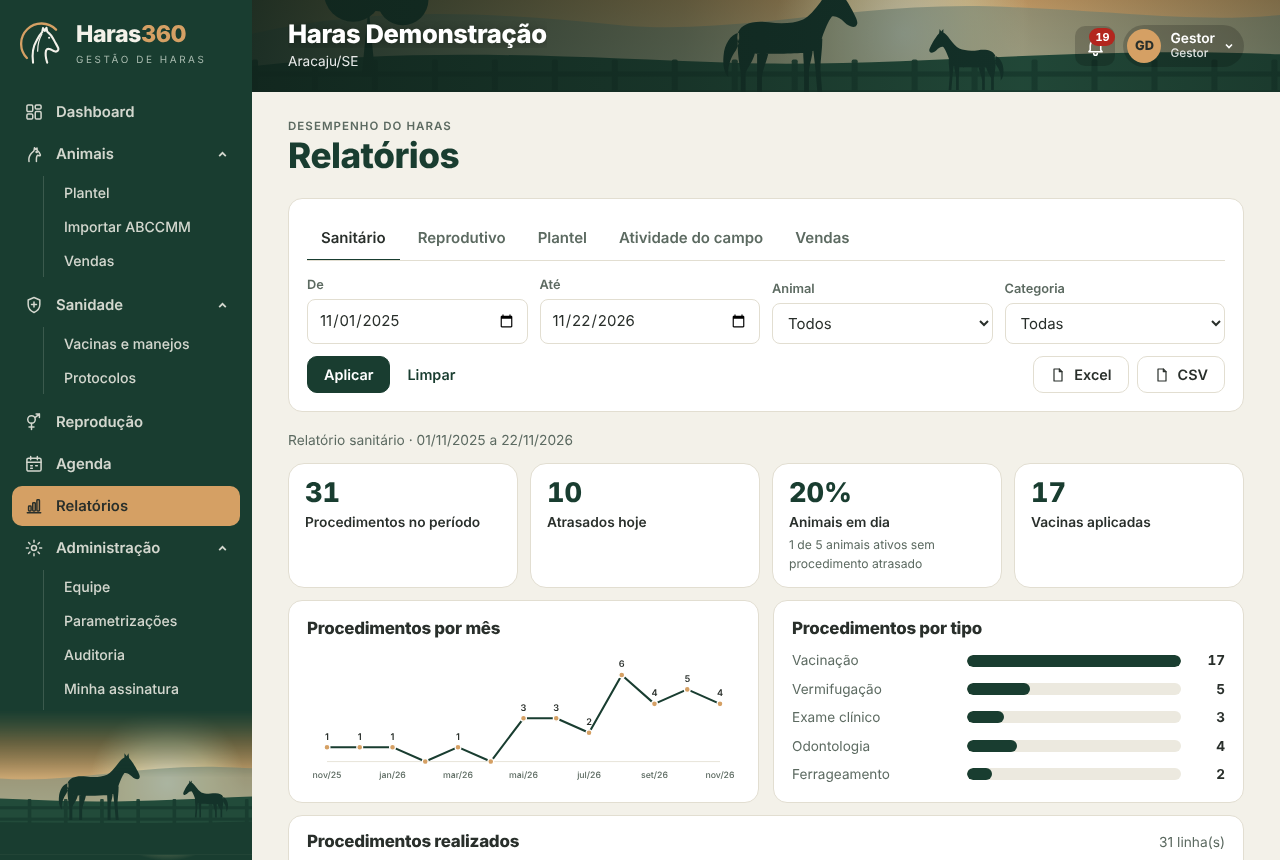 Haras360
GESTÃO DE HARAS
Dashboard
Animais
Plantel
Importar ABCCMM
Vendas
Sanidade
Vacinas e manejos
Protocolos
Reprodução
Agenda
Relatórios
Administração
Equipe
Parametrizações
Auditoria
Minha assinatura
Haras Demonstração
Aracaju/SE
19
GD
Gestor
Gestor
DESEMPENHO DO HARAS
Relatórios
Sanitário Reprodutivo Plantel Atividade do campo Vendas
De Até Animal Categoria
11/01/2025 11/22/2026 Todos Todas
Aplicar Limpar Excel CSV
Relatório sanitário · 01/11/2025 a 22/11/2026
31
Procedimentos no período
10
Atrasados hoje
20%
Animais em dia
1 de 5 animais ativos sem
procedimento atrasado
17
Vacinas aplicadas
Procedimentos por mês
1 1 1 1 3 3 2 6 4 5 4
nov/25 jan/26 mar/26 mai/26 jul/26 set/26 nov/26
Procedimentos por tipo
Vacinação 17
Vermifugação 5
Exame clínico 3
Odontologia 4
Ferrageamento 2
Procedimentos realizados 31 linha(s)